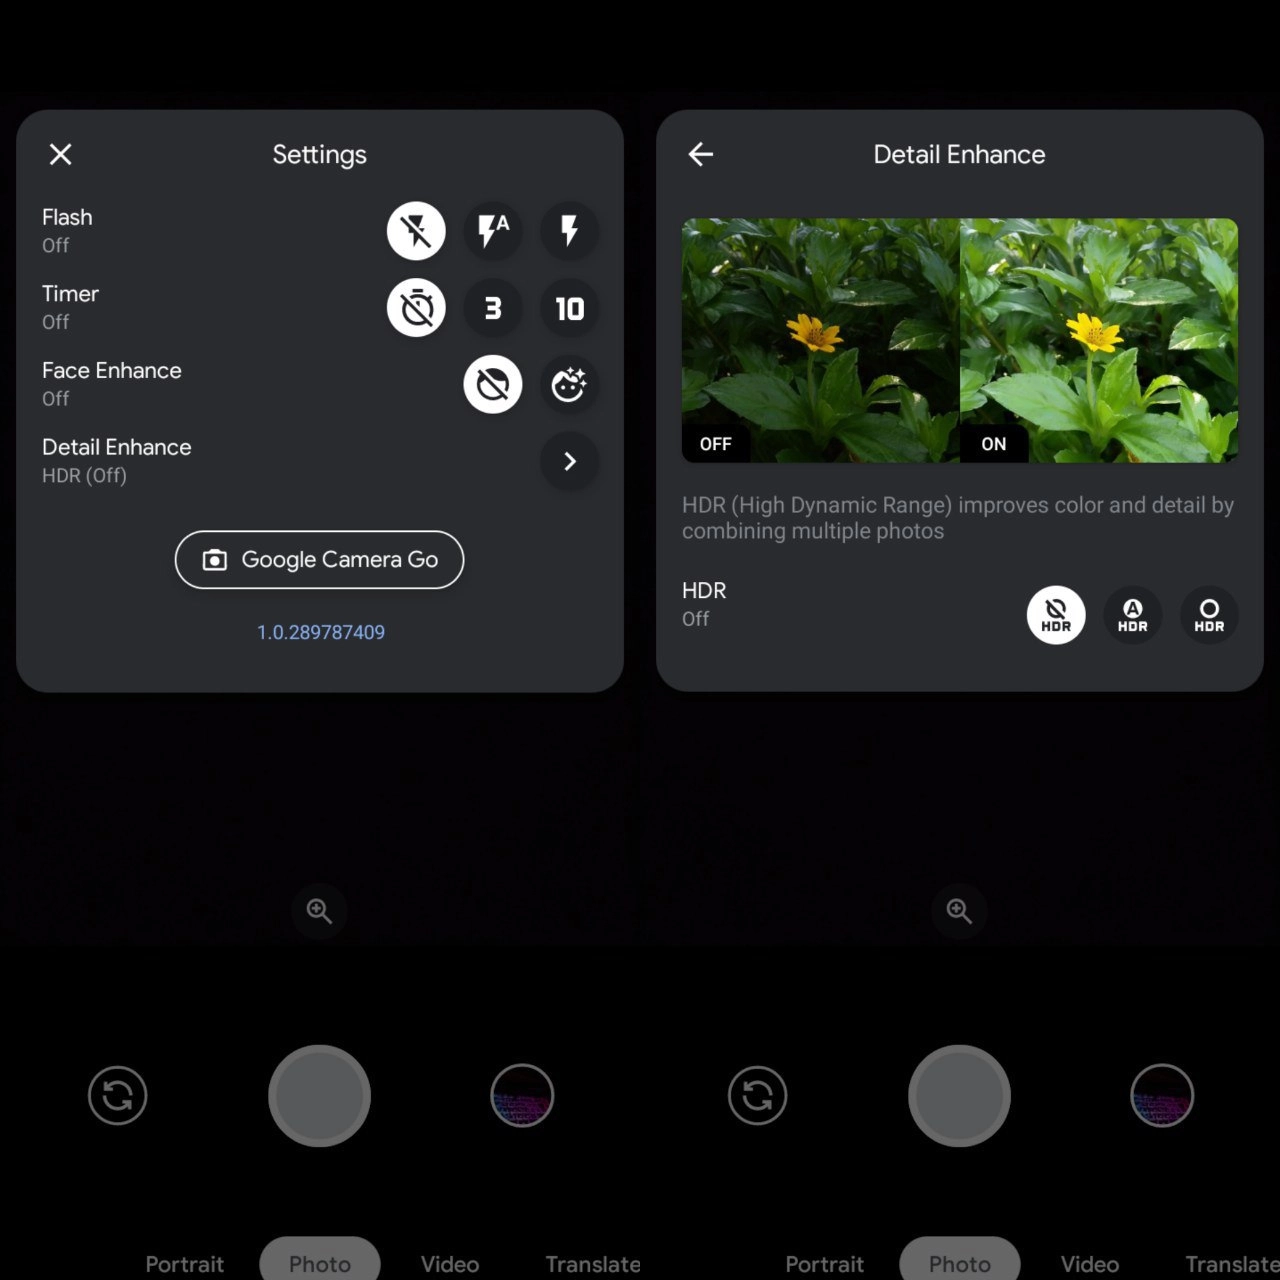 Settings
Flash
Off
A
Timer
Off
3
10
Face Enhance
Off
Detail Enhance
HDR (Off)
Google Camera Go
1.0.289787409
Portrait
Photo
Video
Translate
Detail Enhance
OFF
ON
HDR (High Dynamic Range) improves color and detail by
combining multiple photos
HDR
Off
HDR
A
HDR
HDR
Portrait
Photo
Video
Translate